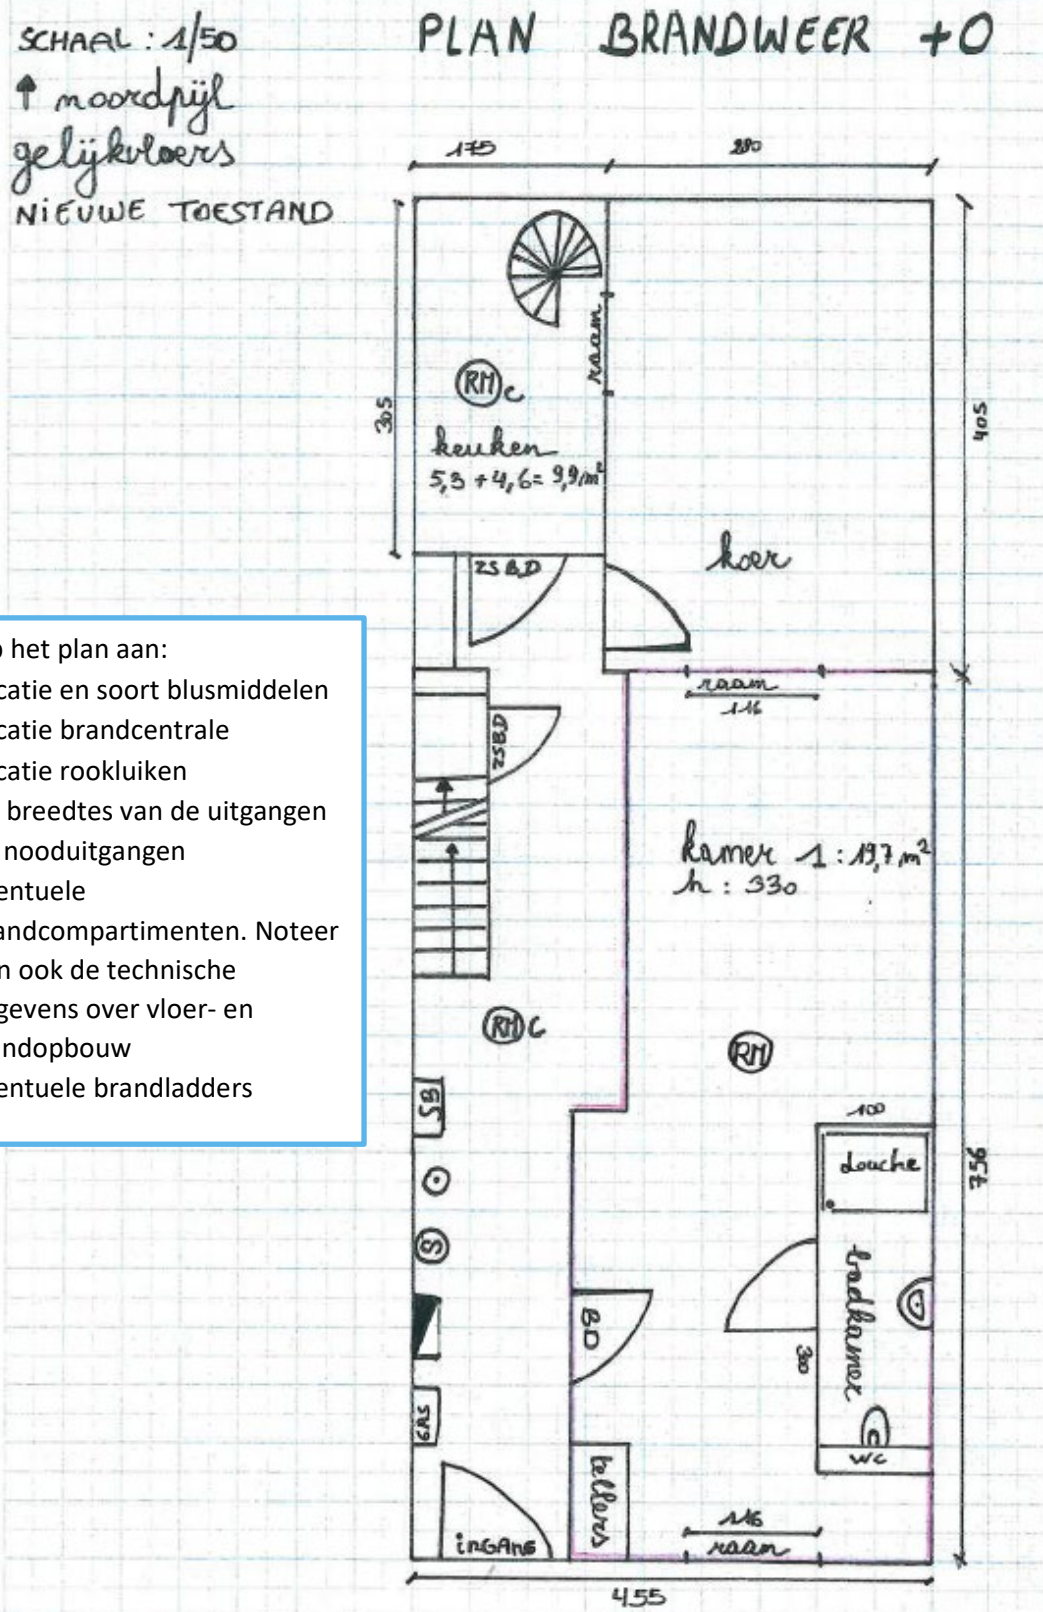 SCHAAL : 1/50
PLAN BRANDWEER +0
↑ noordpijl
gelijkvloers
NIEUWE TOESTAND
175
280
305
405
raam
RM C
keuken
5,3 + 4,6 = 9,9 m²
koer
ZSBD
raam
116
ZSBD
kamer 1 : 19,7 m²
h : 330
het plan aan:
catie en soort blusmiddelen
catie brandcentrale
catie rookluiken
breedtes van de uitgangen
nooduitgangen
entuele
andcompartimenten. Noteer
n ook de technische
gevens over vloer- en
ndopbouw
entuele brandladders
RM C
RM
SB
100
douche
756
S
badkamer
300
BD
GAS
WC
tellers
INGANG
116
raam
455